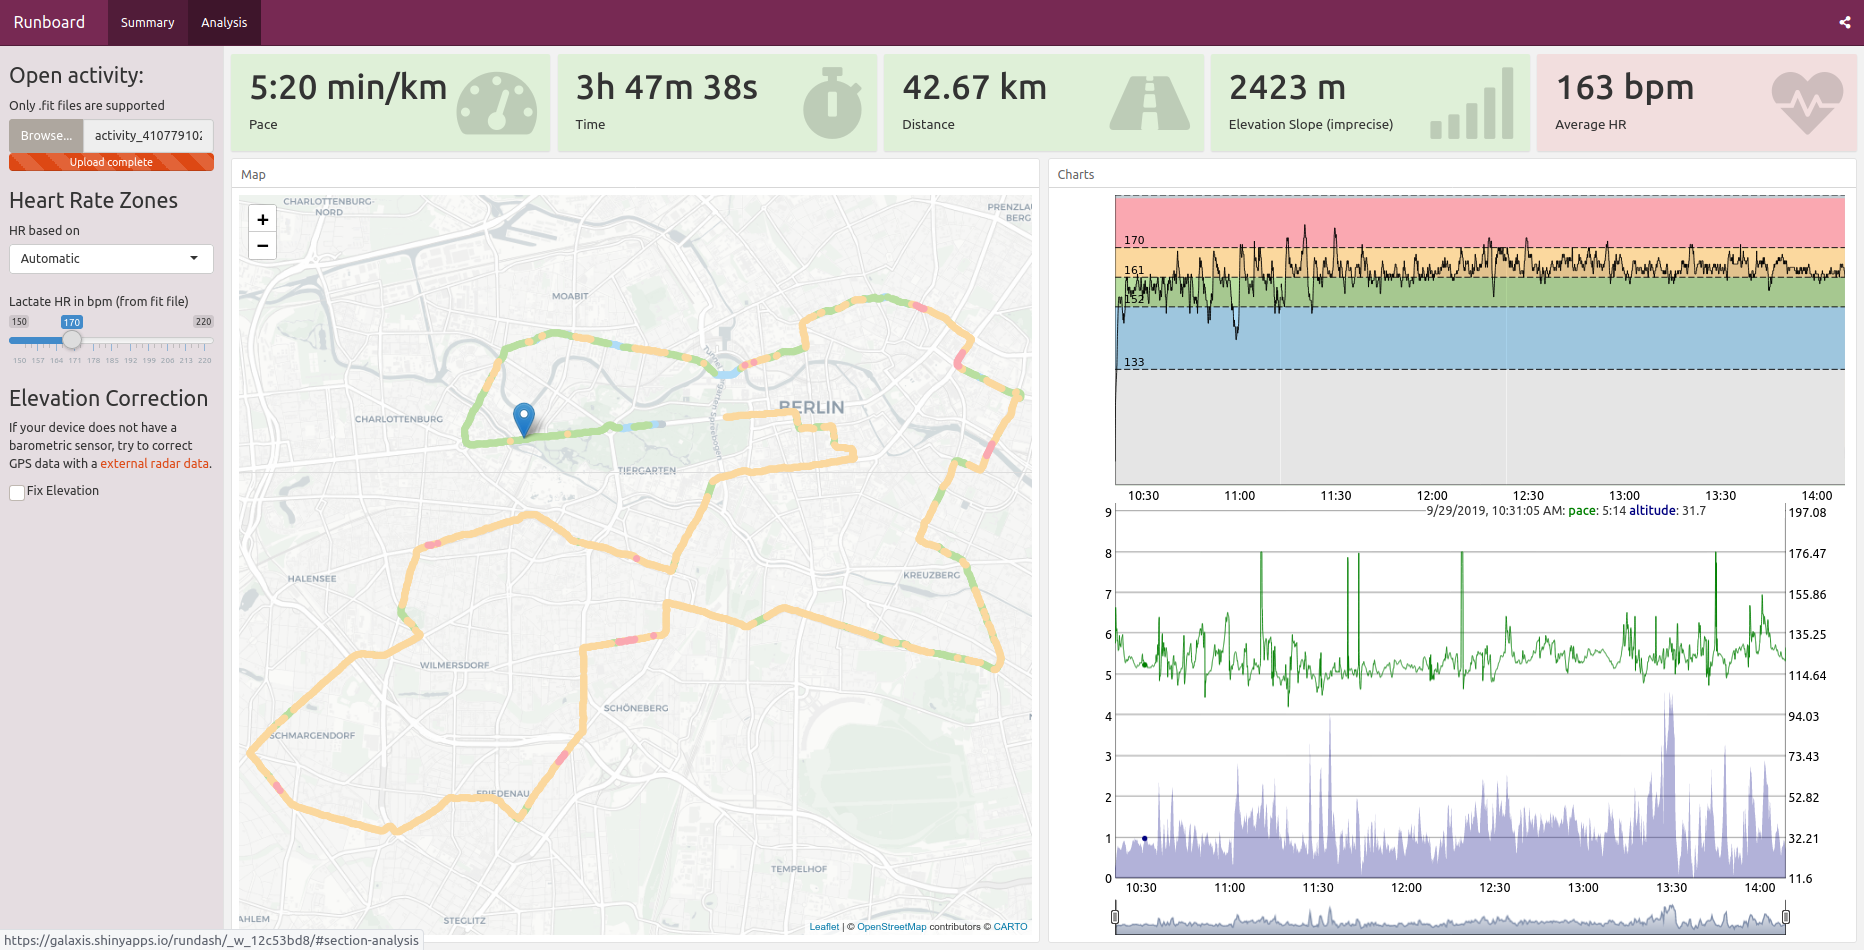 Runboard
Summary
Analysis
Open activity:
Only .fit files are supported
Browse...
activity_410779102
Upload complete
Heart Rate Zones
HR based on
Automatic
Lactate HR in bpm (from fit file)
150
170
220
150 157 164 171 178 185 192 199 206 213 220
Elevation Correction
If your device does not have a
barometric sensor, try to correct
GPS data with a external radar data.
Fix Elevation
5:20 min/km
Pace
3h 47m 38s
Time
42.67 km
Distance
2423 m
Elevation Slope (imprecise)
163 bpm
Average HR
Map
+
−
CHARLOTTENBURG-
NORD
PRENZLAU
BERG
MOABIT
BERLIN
CHARLOTTENBURG
TIERGARTEN
HALENSEE
KREUZBERG
WILMERSDORF
SCHÖNEBERG
SCHMARGENDORF
FRIEDENAU
TEMPELHOF
AHLEM
STEGLITZ
Leaflet | © OpenStreetMap contributors © CARTO
Charts
170
161
152
133
10:30 11:00 11:30 12:00 12:30 13:00 13:30 14:00
9/29/2019, 10:31:05 AM: pace: 5:14 altitude: 31.7
9 197.08
8 176.47
7 155.86
6 135.25
5 114.64
4 94.03
3 73.43
2 52.82
1 32.21
0 11.6
10:30 11:00 11:30 12:00 12:30 13:00 13:30 14:00
https://galaxis.shinyapps.io/rundash/_w_12c53bd8/#section-analysis